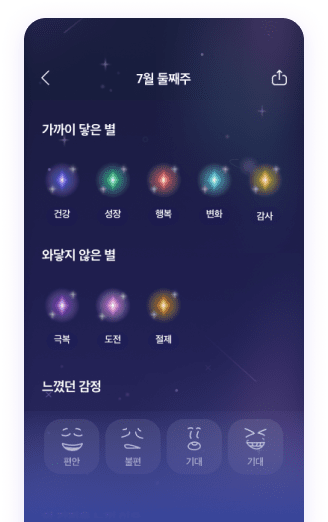 7월 둘째주
가까이 닿은 별
건강 성장 행복 변화 감사
와닿지 않은 별
극복 도전 절제
느꼈던 감정
편안 불편 기대 기대